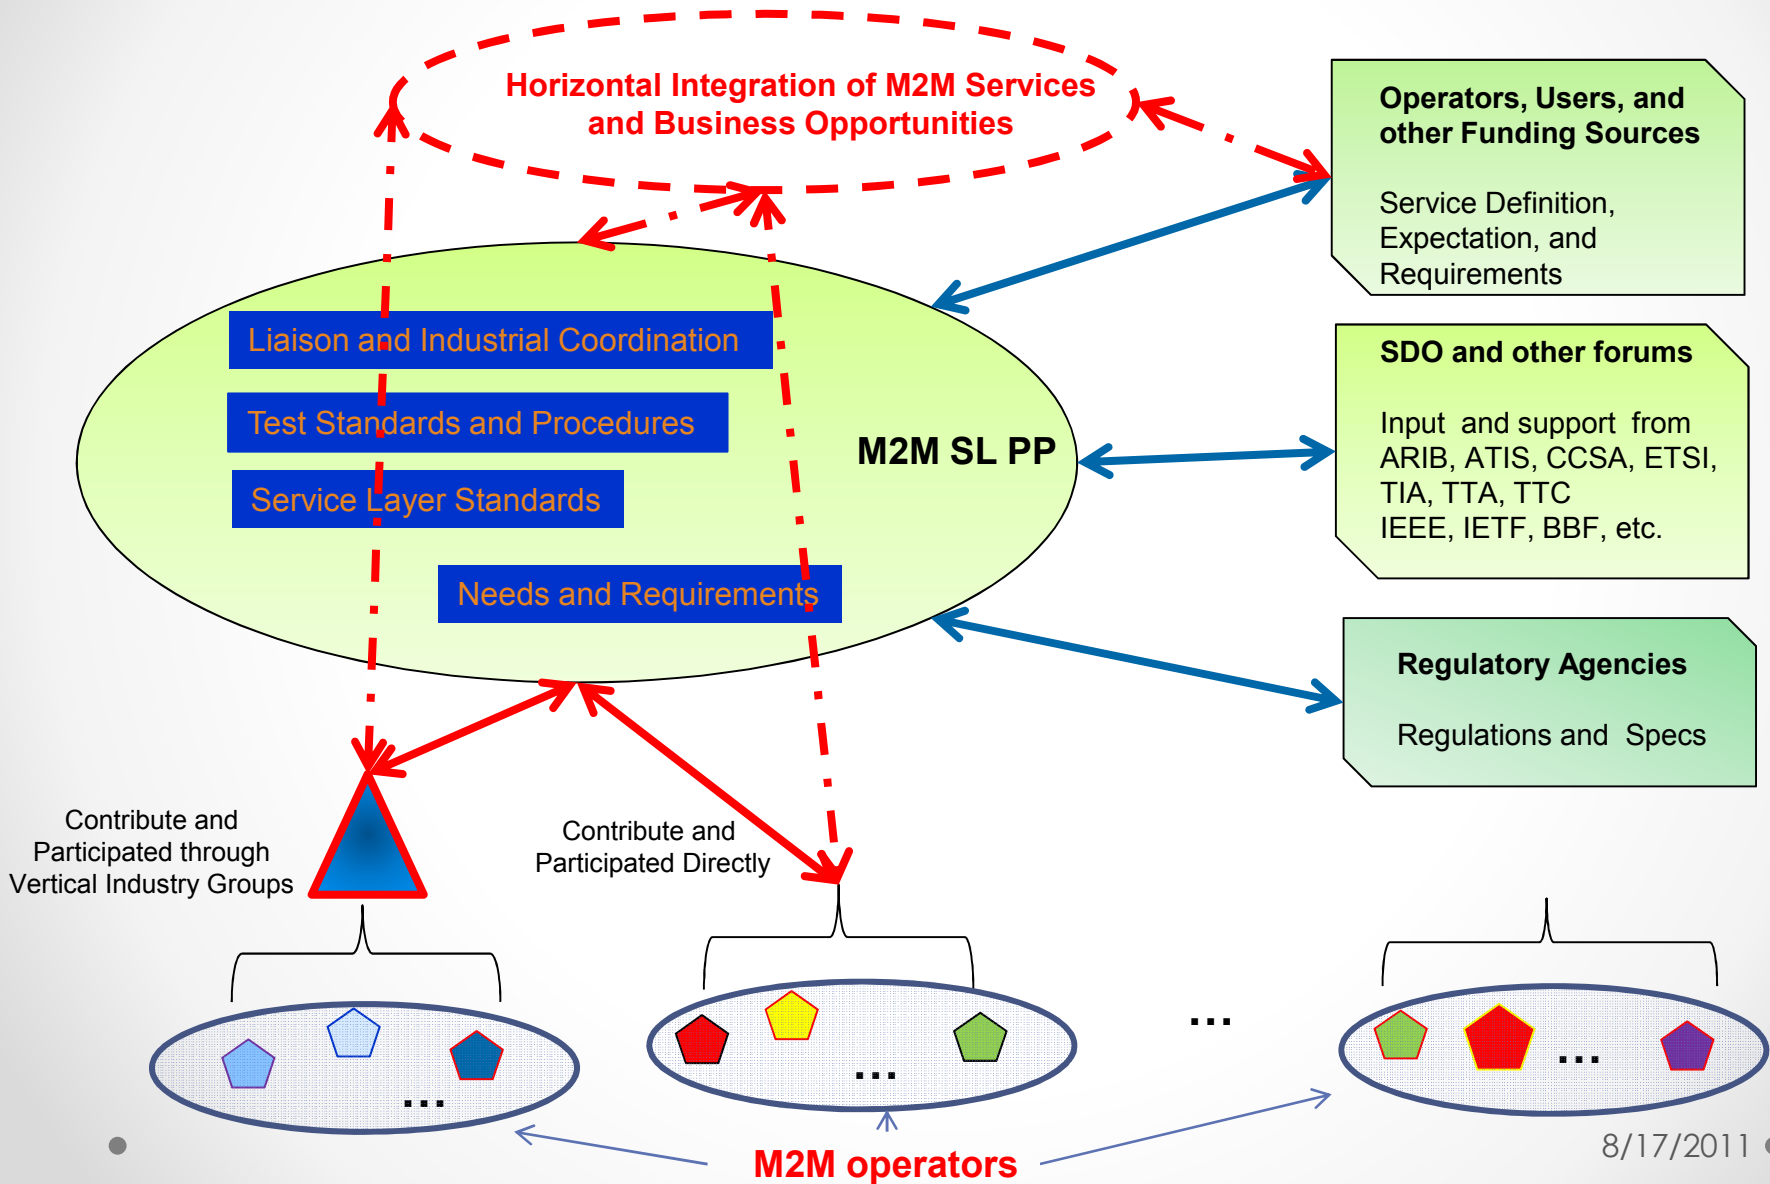 Horizontal Integration of M2M Services
and Business Opportunities
Operators, Users, and
other Funding Sources
Service Definition,
Expectation, and
Requirements
Liaison and Industrial Coordination
Test Standards and Procedures
Service Layer Standards
Needs and Requirements
M2M SL PP
SDO and other forums
Input and support from
ARIB, ATIS, CCSA, ETSI,
TIA, TTA, TTC
IEEE, IETF, BBF, etc.
Regulatory Agencies
Regulations and Specs
Contribute and
Participated through
Vertical Industry Groups
Contribute and
Participated Directly
...
...
...
...
M2M operators
8/17/2011